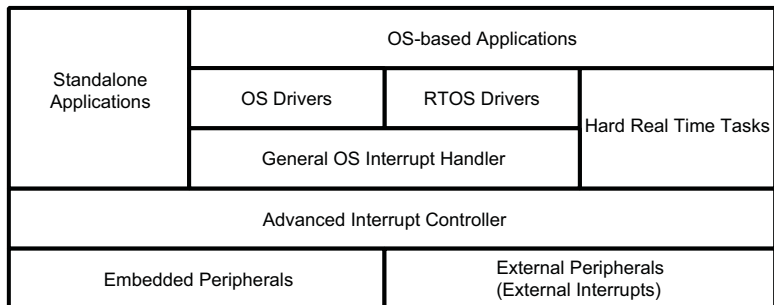 OS-based Applications
Standalone
Applications
OS Drivers
RTOS Drivers
Hard Real Time Tasks
General OS Interrupt Handler
Advanced Interrupt Controller
Embedded Peripherals
External Peripherals
(External Interrupts)